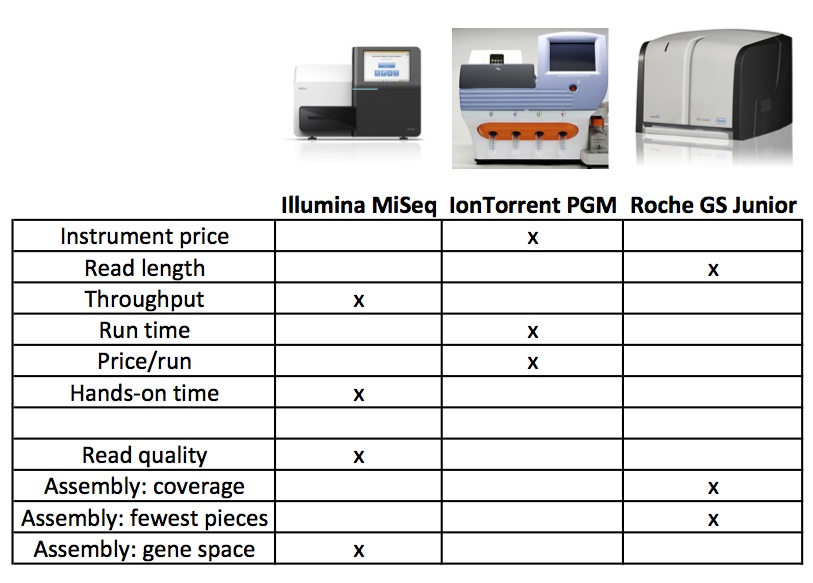 Illumina MiSeq IonTorrent PGM Roche GS Junior
Instrument price x
Read length x
Throughput x
Run time x
Price/run x
Hands-on time x
Read quality x
Assembly: coverage x
Assembly: fewest pieces x
Assembly: gene space x